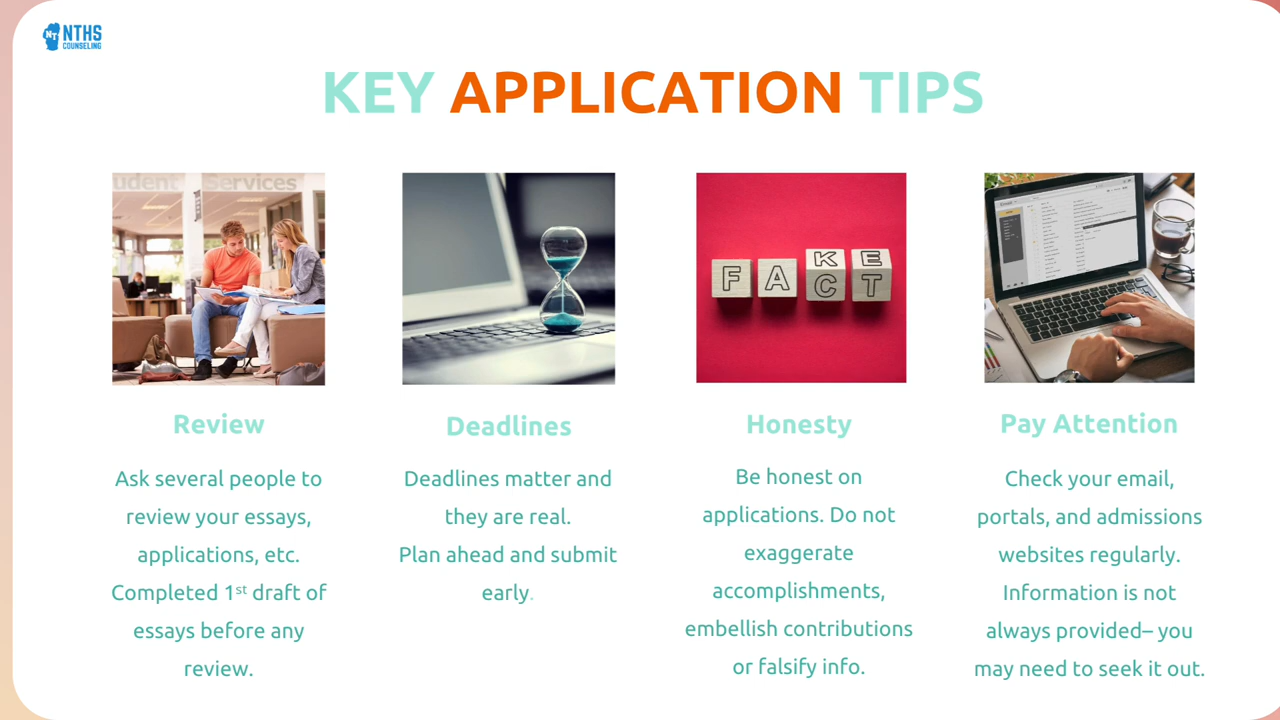 NT
NTHS
COUNSELING
KEY APPLICATION TIPS
udent Services
F A C T
K E
Review
Ask several people to
review your essays,
applications, etc.
Completed 1st draft of
essays before any
review.
Deadlines
Deadlines matter and
they are real.
Plan ahead and submit
early.
Honesty
Be honest on
applications. Do not
exaggerate
accomplishments,
embellish contributions
or falsify info.
Pay Attention
Check your email,
portals, and admissions
websites regularly.
Information is not
always provided– you
may need to seek it out.